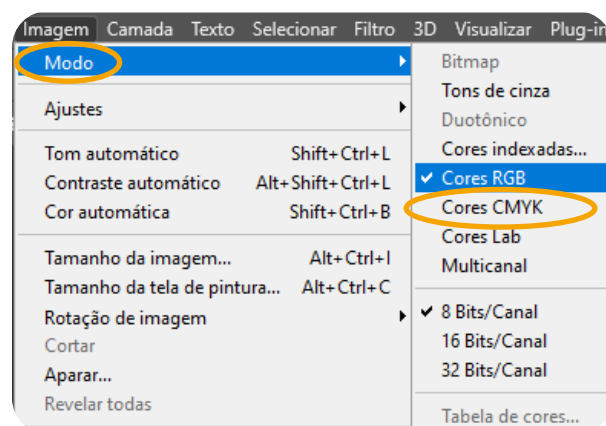 Imagem Camada Texto Selecionar Filtro 3D Visualizar
Modo
Ajustes
Tom automático Shift+Ctrl+L
Contraste automático Alt+Shift+Ctrl+L
Cor automática Shift+Ctrl+B
Tamanho da imagem... Alt+Ctrl+I
Tamanho da tela de pintura... Alt+Ctrl+C
Rotação de imagem
Cortar
Aparar...
Revelar todas
Bitmap
Tons de cinza
Duotônico
Cores indexadas...
Cores RGB
Cores CMYK
Cores Lab
Multicanal
8 Bits/Canal
16 Bits/Canal
32 Bits/Canal
Tabela de cores...